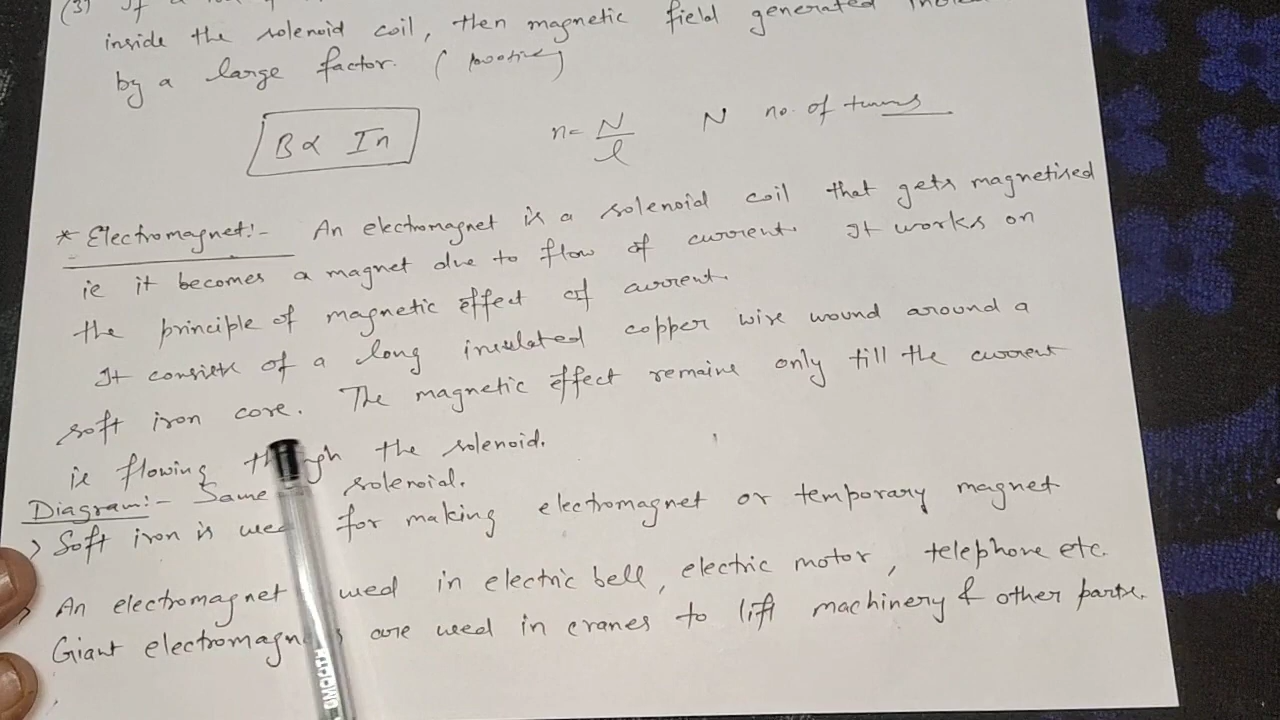 (3) If a
inside the solenoid coil, then magnetic field generated
by a large factor.
B ∝ In n = N/l N no. of turns
* Electromagnet:- An electromagnet is a solenoid coil that gets magnetised
ie it becomes a magnet due to flow of current. It works on
the principle of magnetic effect of current.
It consists of a long insulated copper wire wound around a
soft iron core. The magnetic effect remains only till the current
is flowing through the solenoid.
Diagram:- Same solenoid.
> Soft iron is used for making electromagnet or temporary magnet
> An electromagnet used in electric bell, electric motor, telephone etc.
Giant electromagnets are used in cranes to lift machinery & other parts.